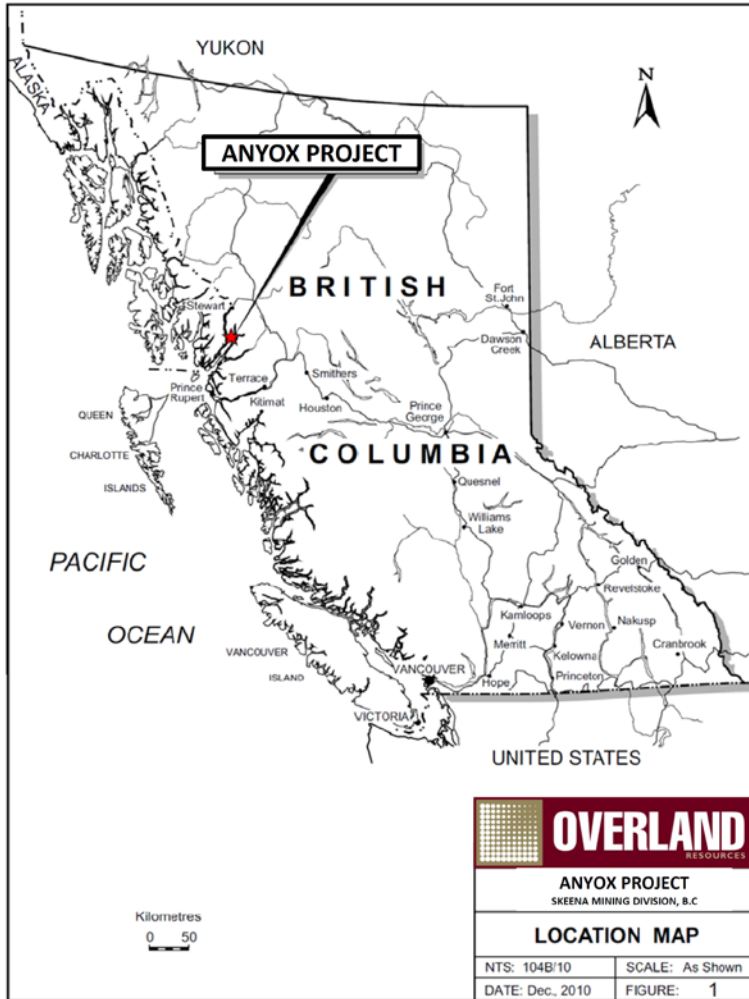 YUKON
N
ALASKA
ANYOX PROJECT
BRITISH
Fort
St. John
Stewart
Dawson
Creek
ALBERTA
Smithers
Terrace
Prince
Rupert
Kitimat
Houston
Prince
George
QUEEN
CHARLOTTE
ISLANDS
COLUMBIA
Quesnel
Williams
Lake
PACIFIC
OCEAN
Golden
Revelstoke
Kamloops
Vernon
Nakusp
Merritt
Cranbrook
Kelowna
VANCOUVER
ISLAND
VANCOUVER
Hope
Princeton
VICTORIA
UNITED STATES
OVERLAND
RESOURCES
ANYOX PROJECT
SKEENA MINING DIVISION, B.C
Kilometres
0 50
LOCATION MAP
NTS: 104B/10 SCALE: As Shown
DATE: Dec., 2010 FIGURE: 1